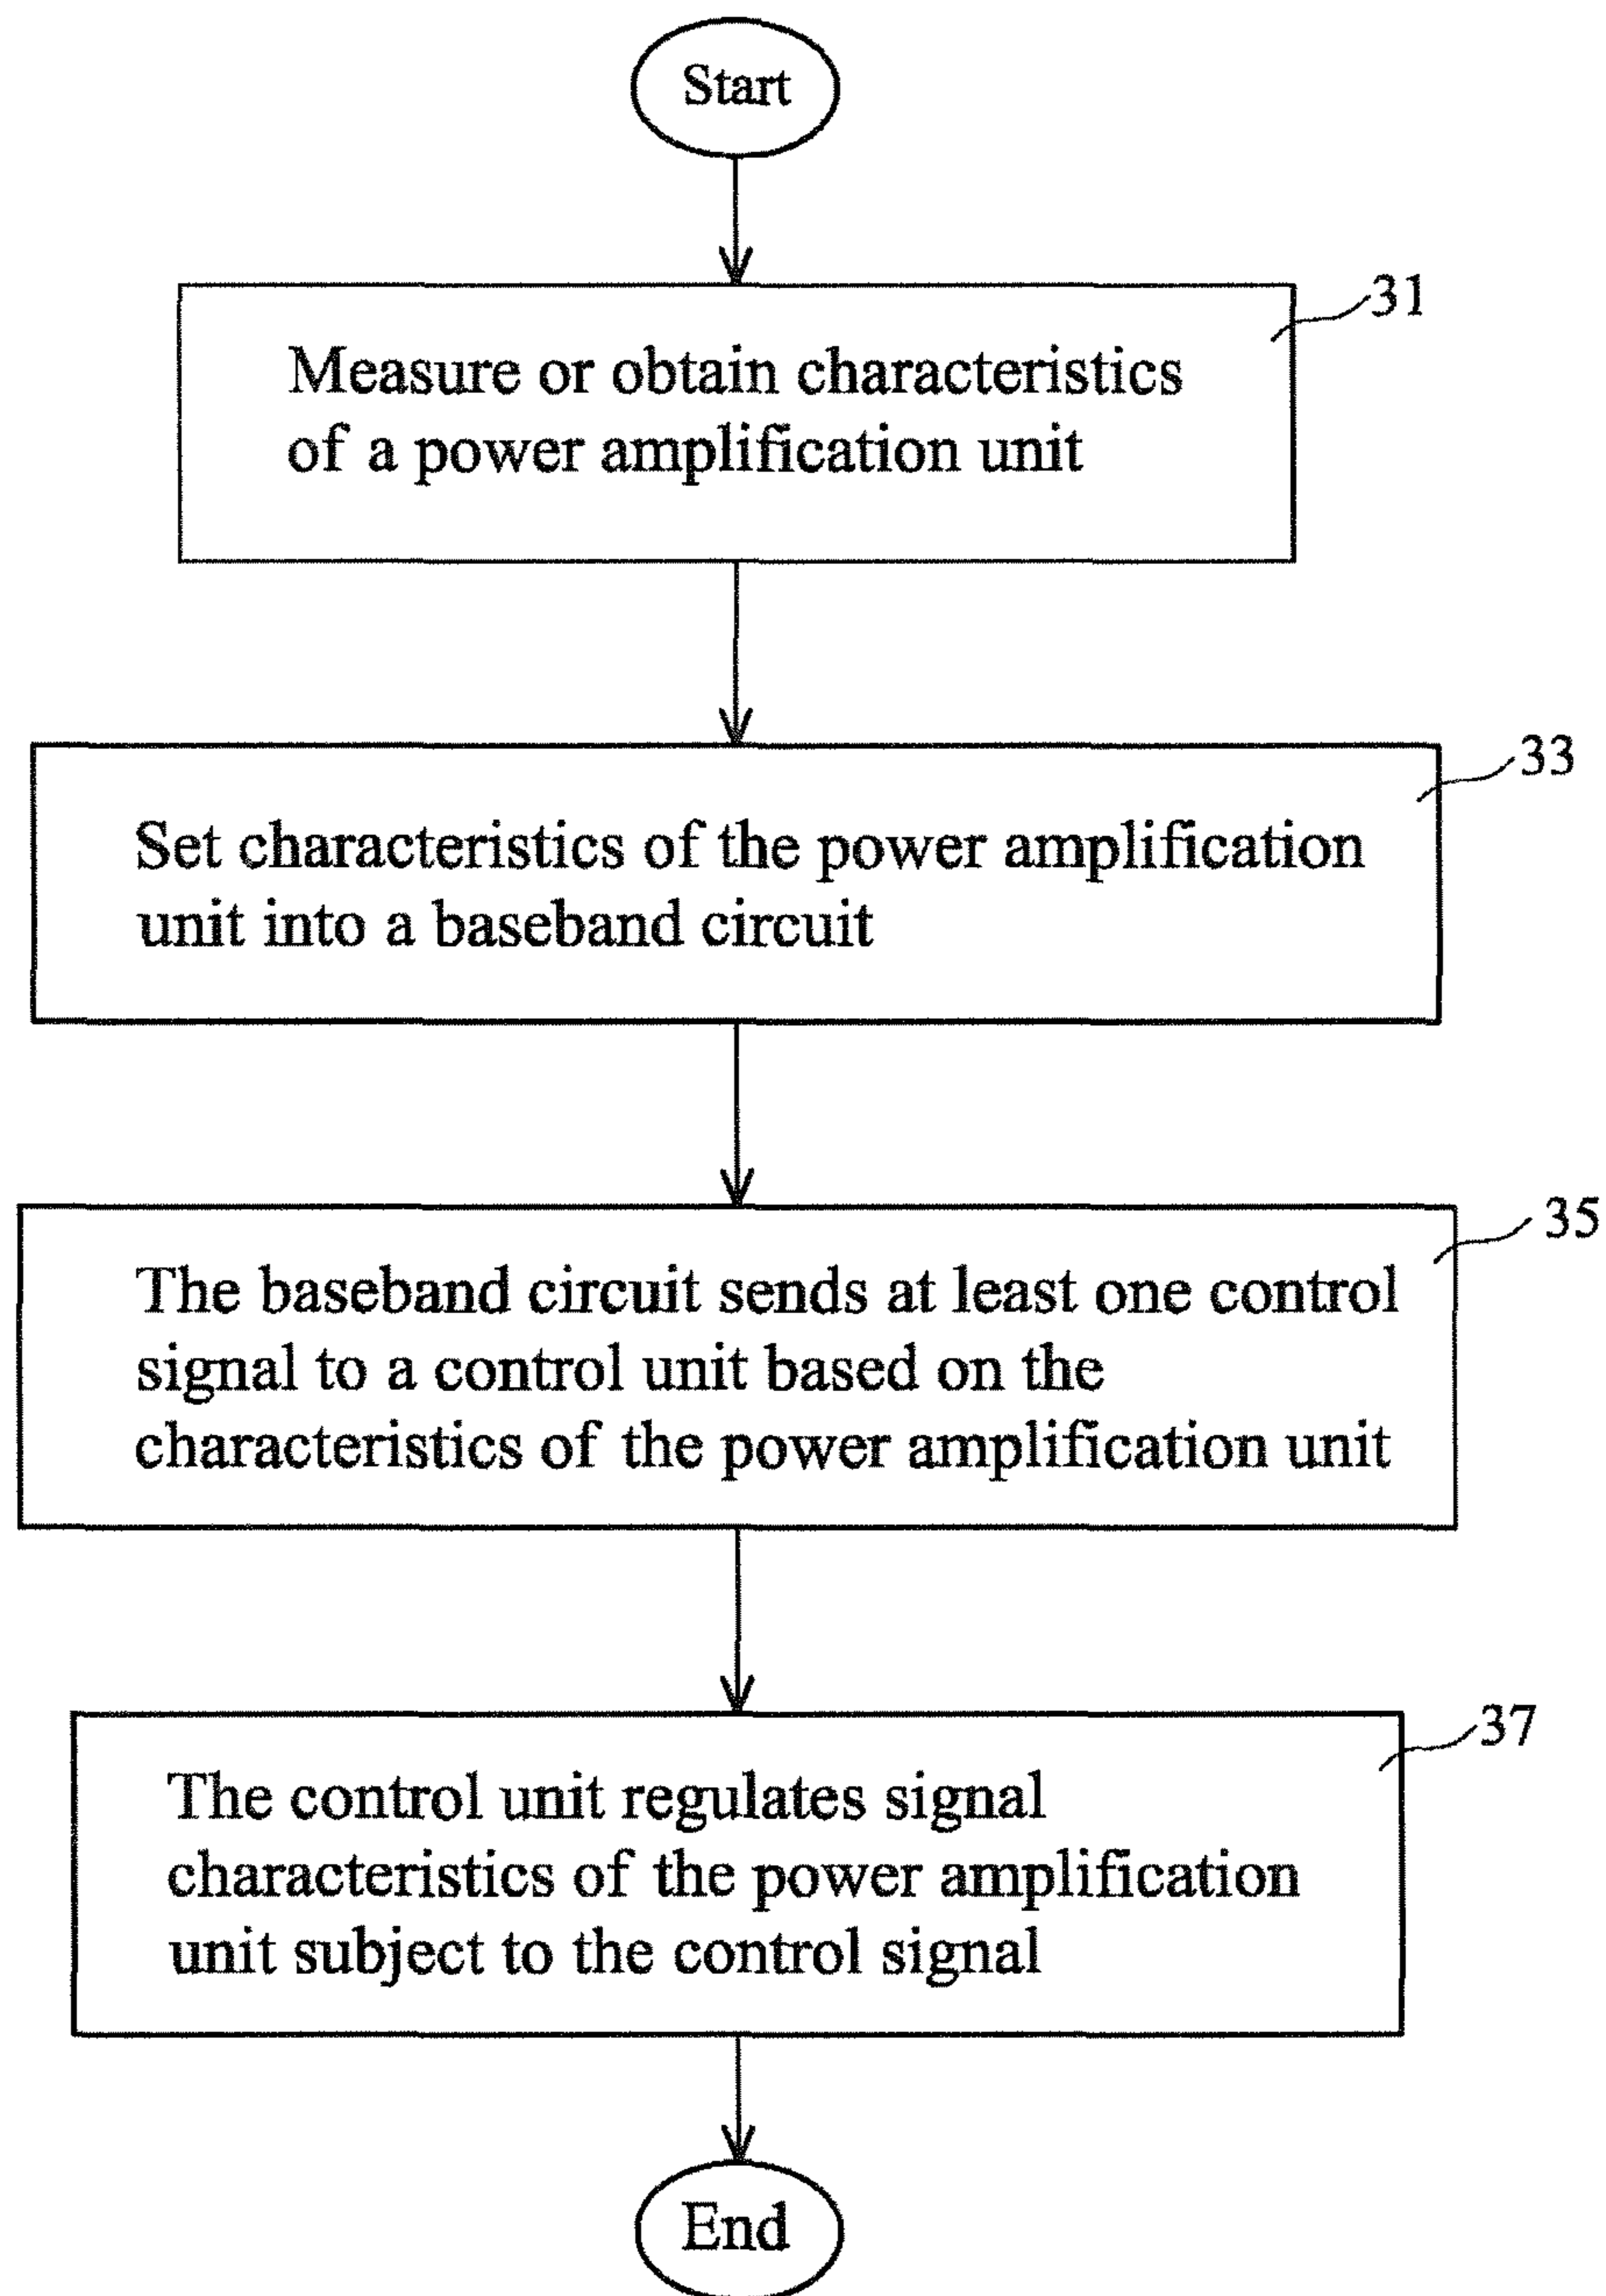 Start
31
Measure or obtain characteristics
of a power amplification unit
33
Set characteristics of the power amplification
unit into a baseband circuit
35
The baseband circuit sends at least one control
signal to a control unit based on the
characteristics of the power amplification unit
37
The control unit regulates signal
characteristics of the power amplification
unit subject to the control signal
End